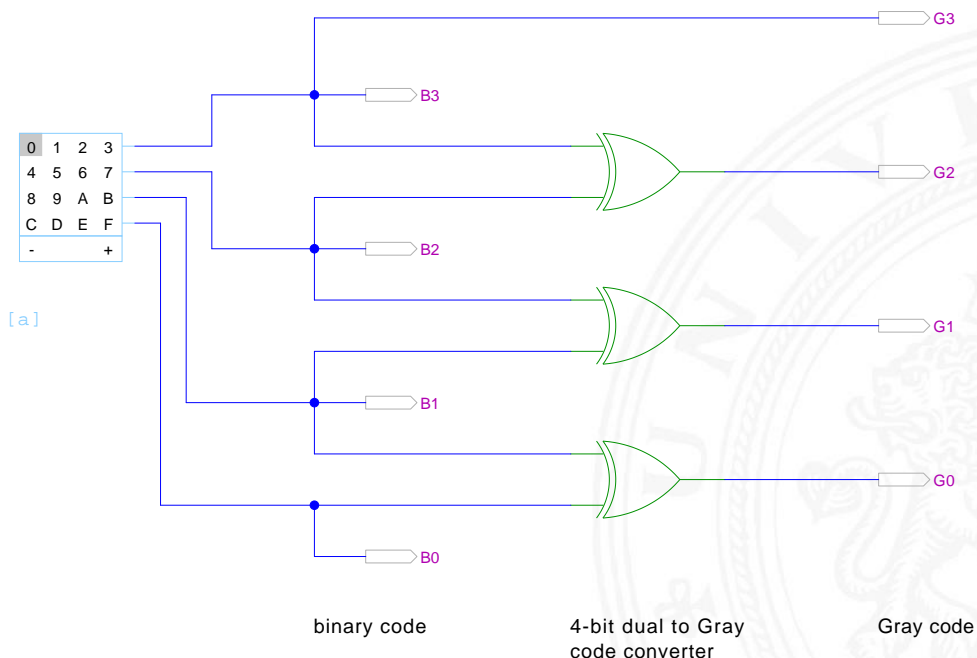 G3
B3
0 1 2 3
4 5 6 7
8 9 A B
C D E F
- +
G2
B2
[a]
G1
B1
G0
B0
binary code
4-bit dual to Gray
code converter
Gray code
UNIVE